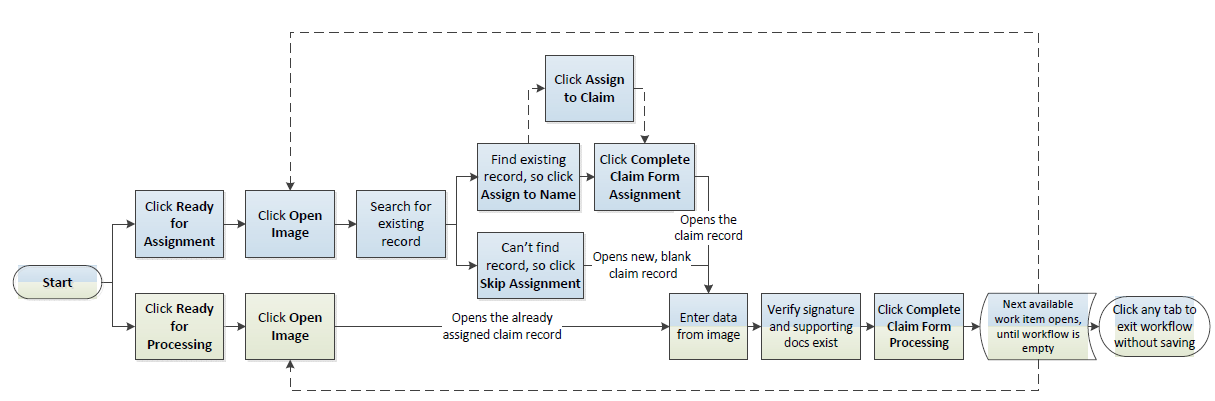 Click Assign
to Claim
Find existing
record, so click
Assign to Name
Click Complete
Claim Form
Assignment
Click Ready
for
Assignment
Click Open
Image
Search for
existing
record
Opens the
claim record
Can't find
record, so click
Skip Assignment
Opens new, blank
claim record
Start
Click Ready
for
Processing
Click Open
Image
Opens the already
assigned claim record
Enter data
from image
Verify signature
and supporting
docs exist
Click Complete
Claim Form
Processing
Next available
work item opens,
until workflow is
empty
Click any tab to
exit workflow
without saving